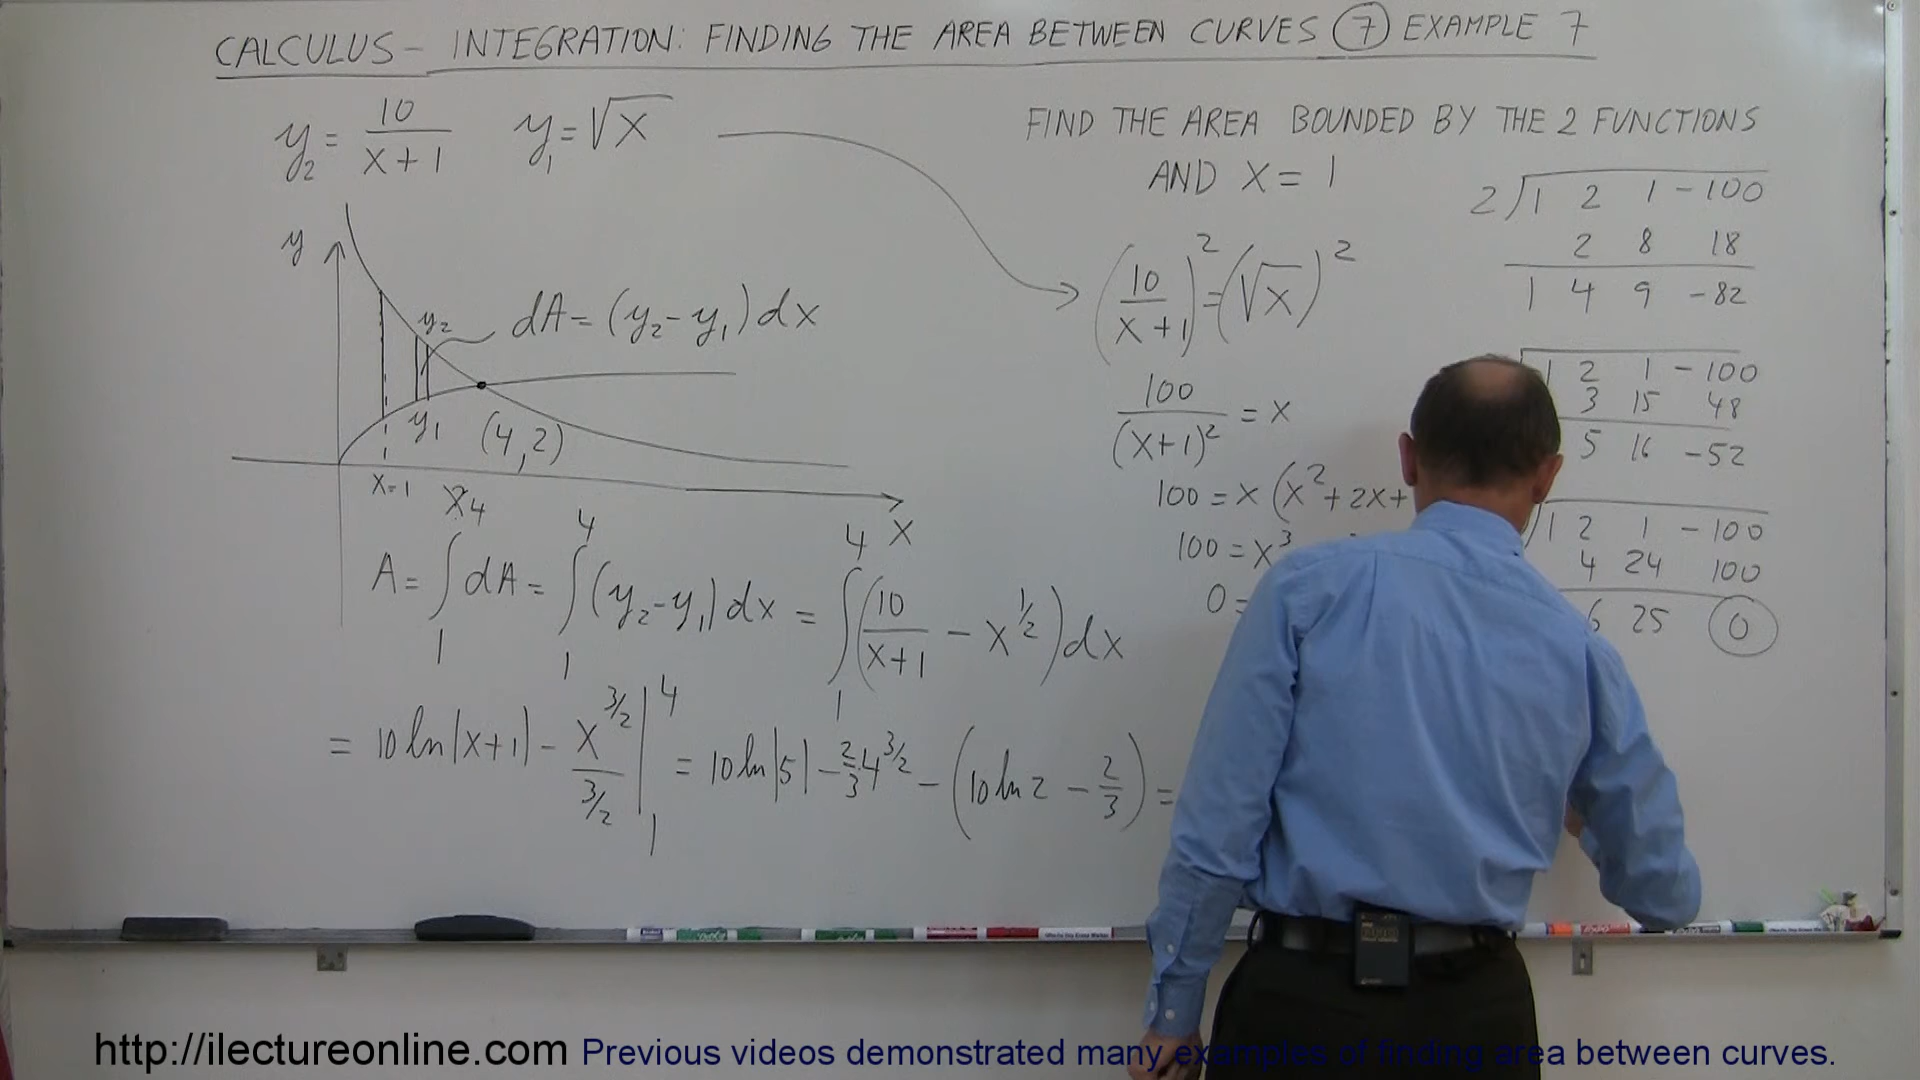 CALCULUS - INTEGRATION: FINDING THE AREA BETWEEN CURVES ⑦ EXAMPLE 7
y₂ = 10/(x+1)   y₁ = √x
FIND THE AREA BOUNDED BY THE 2 FUNCTIONS
AND X = 1
y
y₂
dA = (y₂ - y₁) dx
y₁
(4,2)
x=1
X
A = ∫₁^(x4) dA = ∫₁⁴ (y₂ - y₁) dx = ∫₁⁴ (10/(x+1) - x^(1/2)) dx
= 10 ln|x+1| - x^(3/2)/(3/2) |₁⁴ = 10 ln|5| - 2/3·4^(3/2) - (10 ln 2 - 2/3) =
(10/(x+1))² = (√x)²
100/(x+1)² = x
100 = x(x² + 2x +
100 = x³
0 =
2 ) 1 2 1 -100
2 8 18
1 4 9 -82
1 2 1 -100
3 15 48
5 16 -52
1 2 1 -100
4 24 100
6 25 0
http://ilectureonline.com Previous videos demonstrated many examples of finding area between curves.